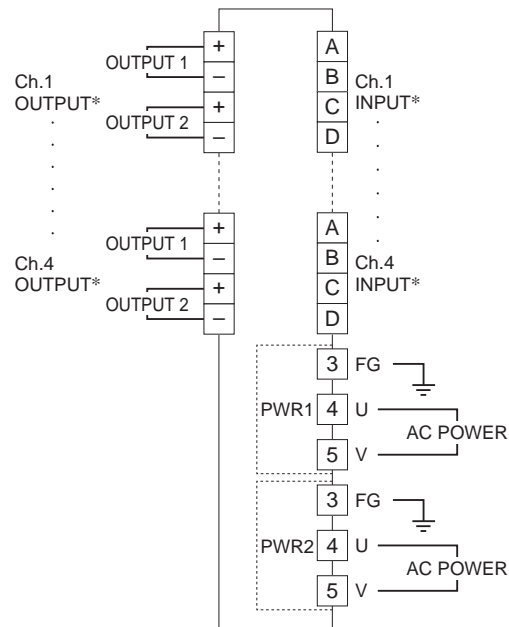 OUTPUT 1
+
−
Ch.1
OUTPUT*
OUTPUT 2
+
−
A
B
C
D
Ch.1
INPUT*
OUTPUT 1
+
−
Ch.4
OUTPUT*
OUTPUT 2
+
−
A
B
C
D
Ch.4
INPUT*
PWR1
3 FG
4 U
5 V
AC POWER
PWR2
3 FG
4 U
5 V
AC POWER